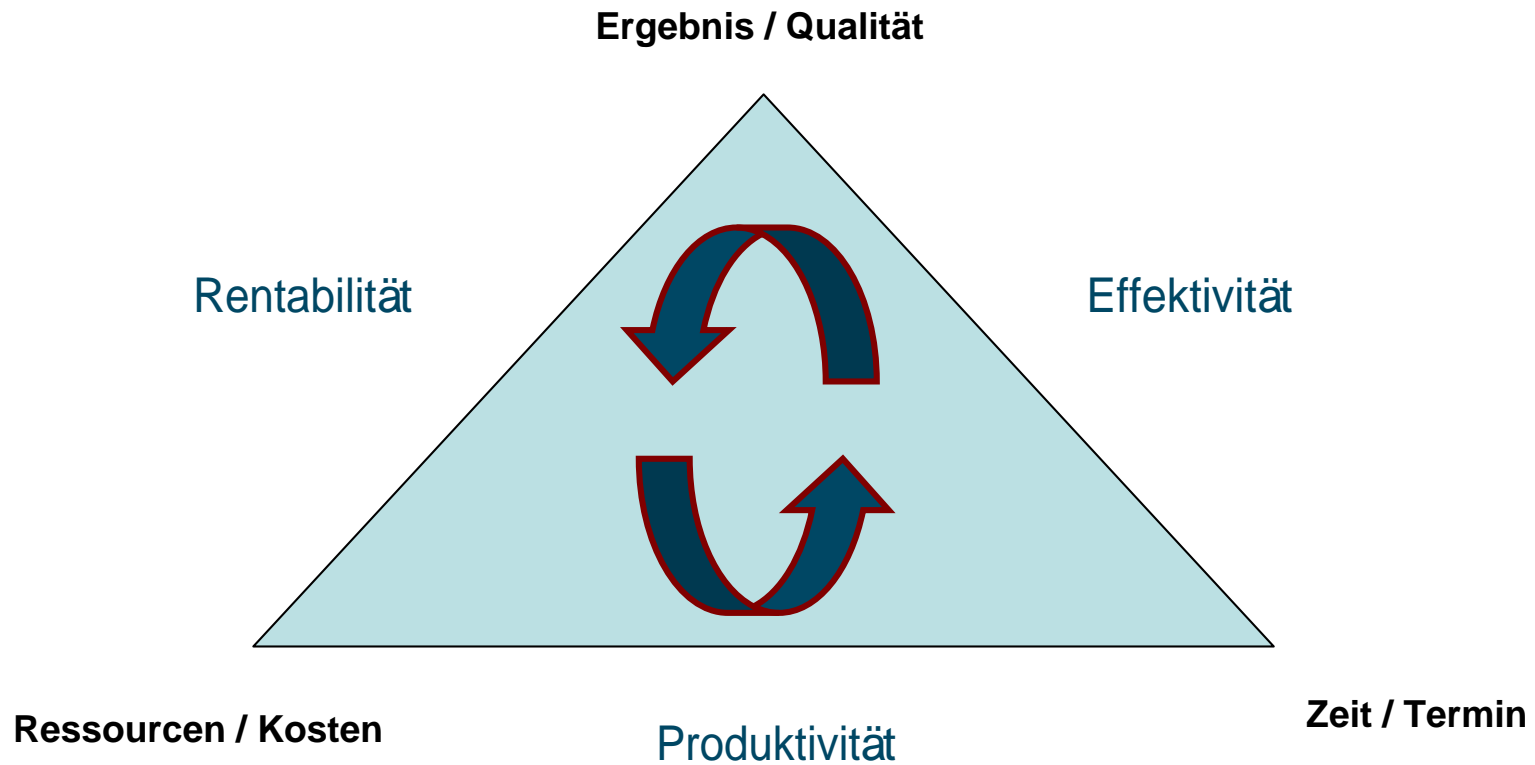 Ergebnis / Qualität
Rentabilität
Effektivität
Ressourcen / Kosten
Produktivität
Zeit / Termin